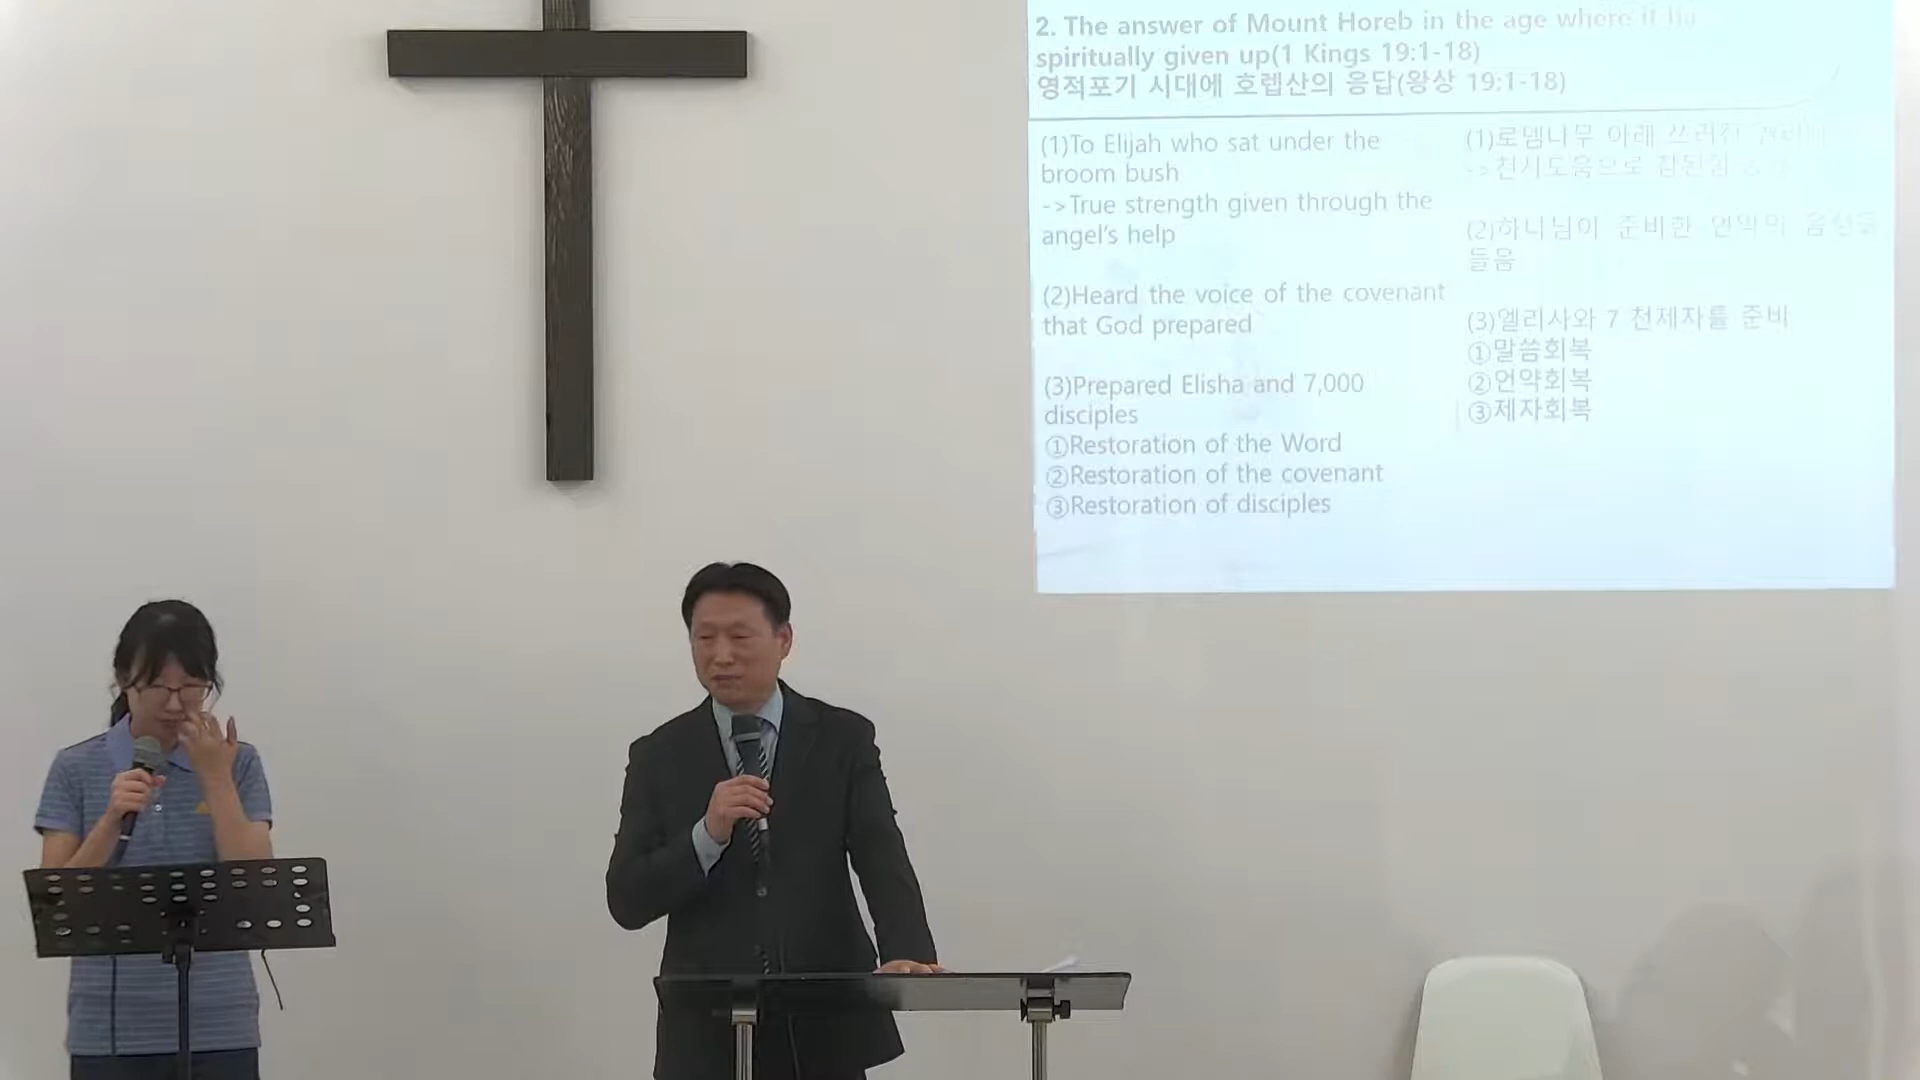 2. The answer of Mount Horeb in the age where it
spiritually given up(1 Kings 19:1-18)
영적포기 시대에 호렙산의 응답(왕상 19:1-18)
(1)To Elijah who sat under the
broom bush
->True strength given through the
angel's help
(2)Heard the voice of the covenant
that God prepared
(3)Prepared Elisha and 7,000
disciples
①Restoration of the Word
②Restoration of the covenant
③Restoration of disciples
(1)로뎀나무 아래
(2)하나님이 준비한 언약의 음성을
들음
(3)엘리사와 7 천제자를 준비
①말씀회복
②언약회복
③제자회복